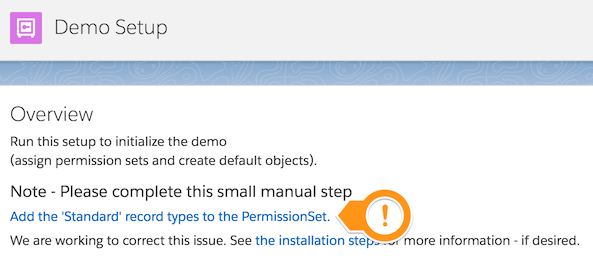 Demo Setup
Overview
Run this setup to initialize the demo
(assign permission sets and create default objects).
Note - Please complete this small manual step
Add the 'Standard' record types to the PermissionSet.
!
We are working to correct this issue. See the installation steps for more information - if desired.